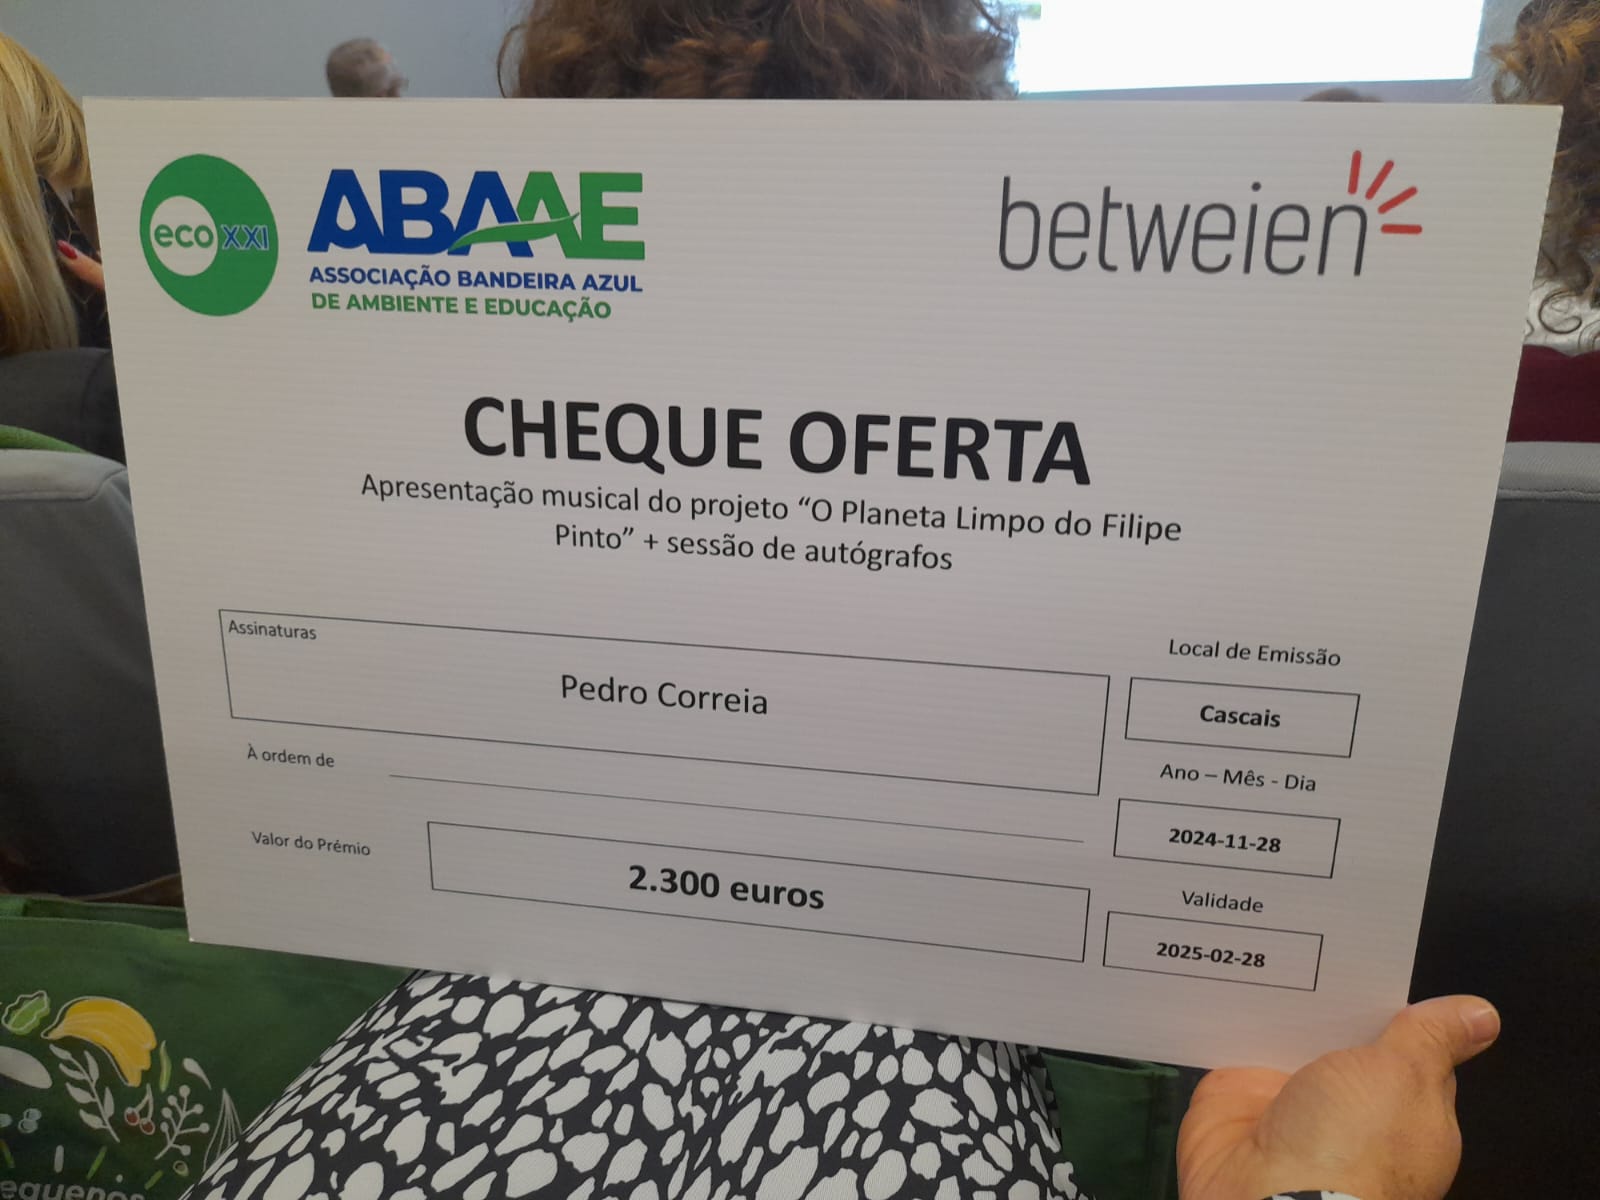 eco XXI
ABAAE
ASSOCIAÇÃO BANDEIRA AZUL
DE AMBIENTE E EDUCAÇÃO
betweien
CHEQUE OFERTA
Apresentação musical do projeto “O Planeta Limpo do Filipe
Pinto” + sessão de autógrafos
Assinaturas
Pedro Correia
Local de Emissão
Cascais
À ordem de
Ano – Mês - Dia
2024-11-28
Valor do Prémio
2.300 euros
Validade
2025-02-28